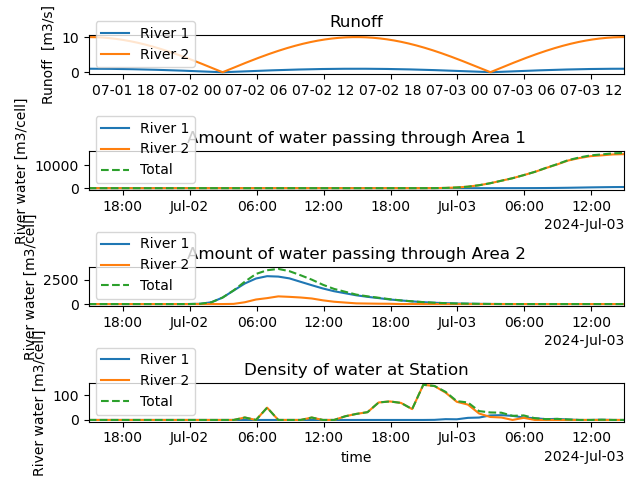 Runoff
River 1
River 2
Runoff [m3/s]
10
0
07-01 18 07-02 00 07-02 06 07-02 12 07-02 18 07-03 00 07-03 06 07-03 12
Amount of water passing through Area 1
River 1
River 2
Total
River water [m3/cell]
10000
0
18:00 Jul-02 06:00 12:00 18:00 Jul-03 06:00 12:00
2024-Jul-03
Amount of water passing through Area 2
River 1
River 2
Total
River water [m3/cell]
2500
0
18:00 Jul-02 06:00 12:00 18:00 Jul-03 06:00 12:00
2024-Jul-03
Density of water at Station
River 1
River 2
Total
River water [m3/cell]
100
0
18:00 Jul-02 06:00 12:00 18:00 Jul-03 06:00 12:00
time
2024-Jul-03